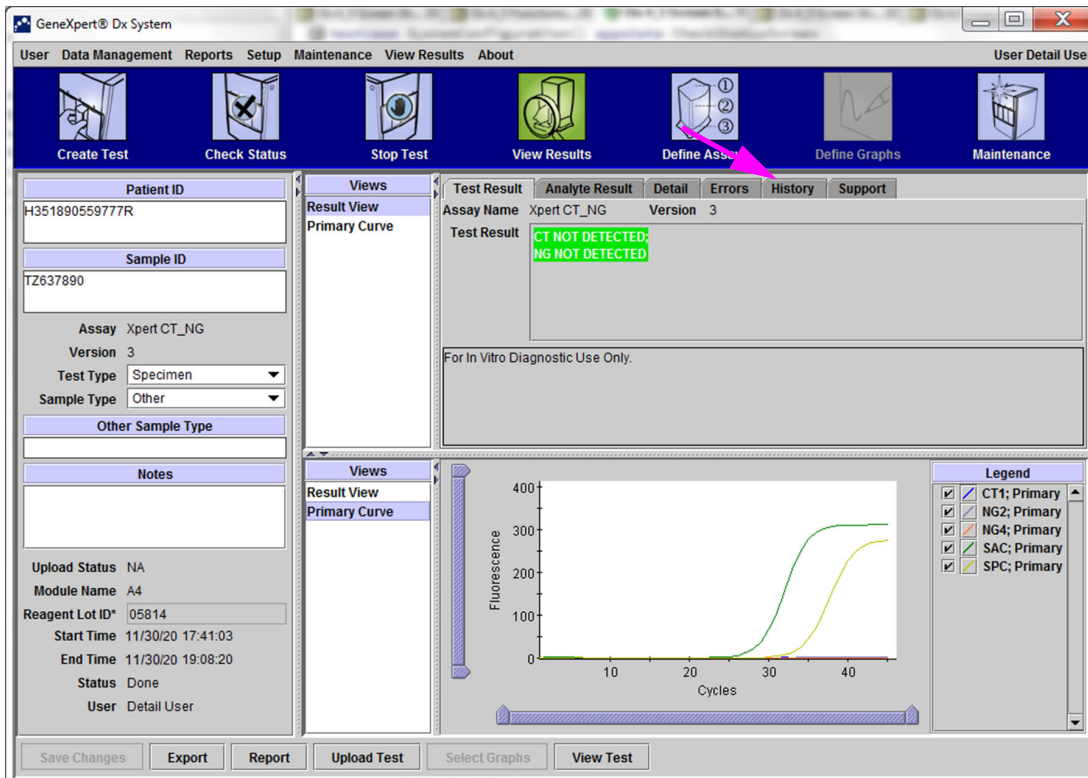 GeneXpert® Dx System
User Data Management Reports Setup Maintenance View Results About
User Detail Use
Create Test
Check Status
Stop Test
View Results
Define Assa
Define Graphs
Maintenance
Patient ID
H351890559777R
Sample ID
TZ637890
Assay Xpert CT_NG
Version 3
Test Type Specimen
Sample Type Other
Other Sample Type
Notes
Upload Status NA
Module Name A4
Reagent Lot ID* 05814
Start Time 11/30/20 17:41:03
End Time 11/30/20 19:08:20
Status Done
User Detail User
Views
Result View
Primary Curve
Test Result Analyte Result Detail Errors History Support
Assay Name Xpert CT_NG Version 3
Test Result CT NOT DETECTED;
NG NOT DETECTED
For In Vitro Diagnostic Use Only.
Views
Result View
Primary Curve
Fluorescence
400
300
200
100
0
10 20 30 40
Cycles
Legend
CT1; Primary
NG2; Primary
NG4; Primary
SAC; Primary
SPC; Primary
Save Changes Export Report Upload Test Select Graphs View Test